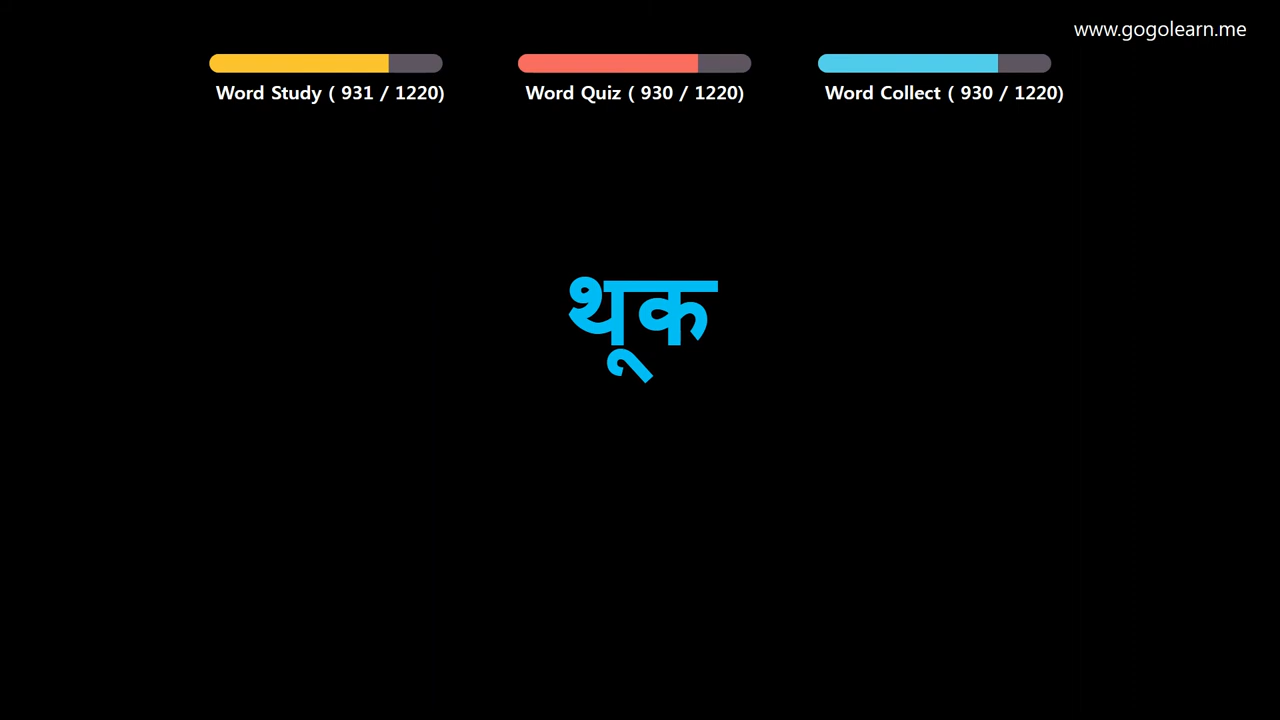 www.gogolearn.me
Word Study ( 931 / 1220)
Word Quiz ( 930 / 1220)
Word Collect ( 930 / 1220)
थूक